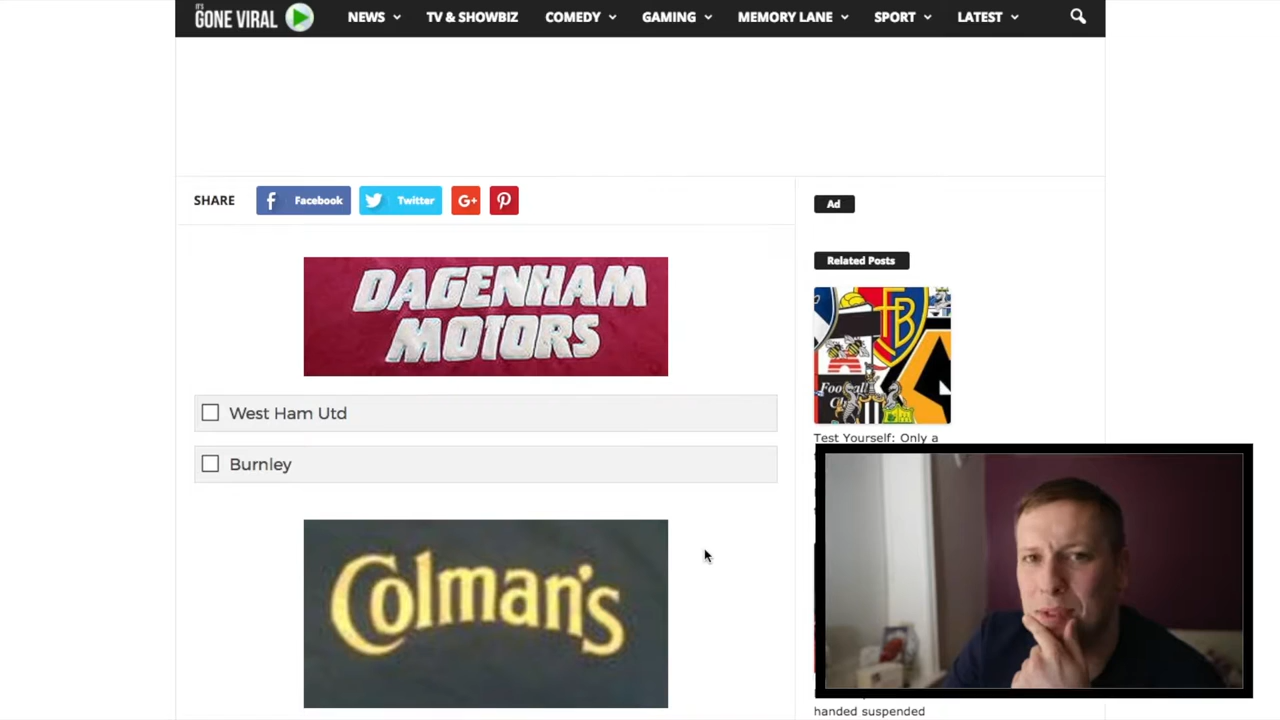 IT'S
GONE VIRAL
NEWS
TV & SHOWBIZ
COMEDY
GAMING
MEMORY LANE
SPORT
LATEST
SHARE
Facebook
Twitter
G+
Ad
Related Posts
DAGENHAM
MOTORS
West Ham Utd
Burnley
Colman's
Test Yourself: Only a
handed suspended